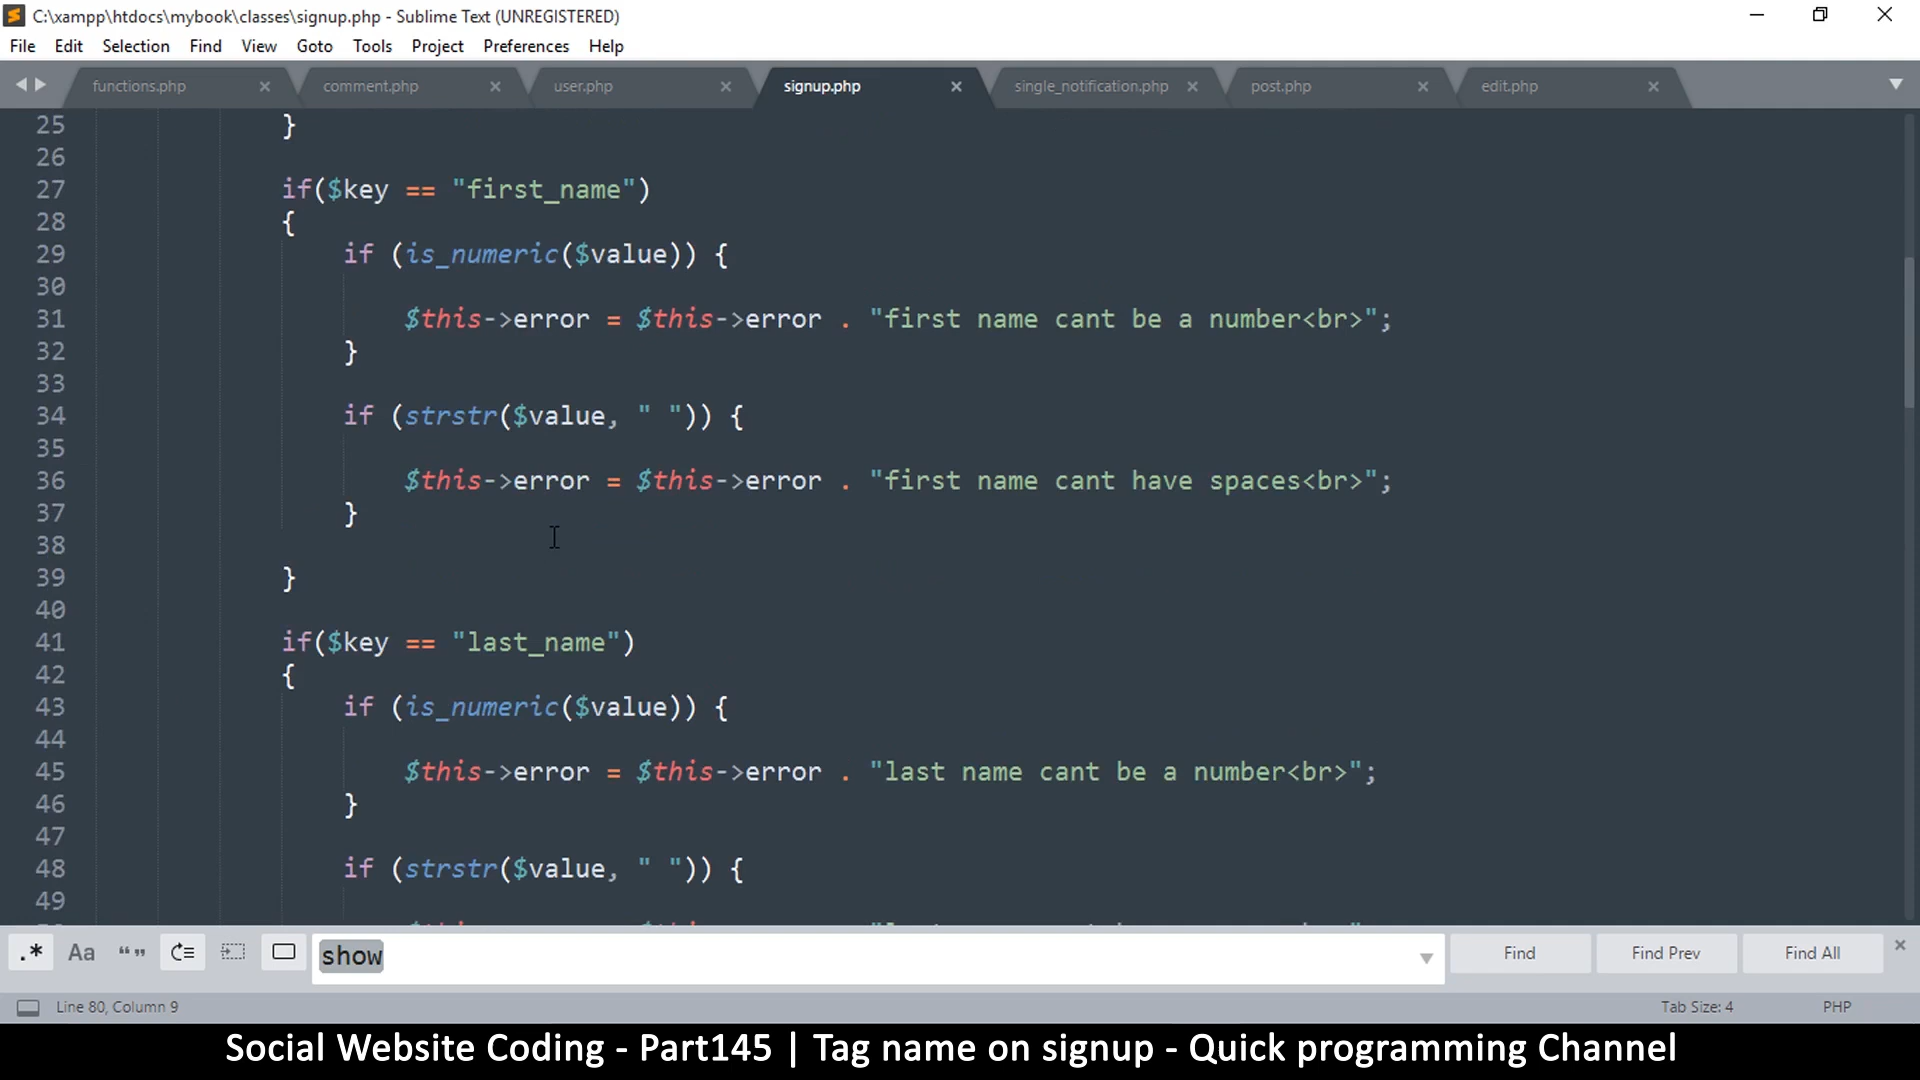 C:\xampp\htdocs\mybook\classes\signup.php - Sublime Text (UNREGISTERED)
File Edit Selection Find View Goto Tools Project Preferences Help
functions.php comment.php user.php signup.php single_notification.php post.php edit.php
25 }
26
27 if($key == "first_name")
28 {
29 if (is_numeric($value)) {
30
31 $this->error = $this->error . "first name cant be a number<br>";
32 }
33
34 if (strstr($value, " ")) {
35
36 $this->error = $this->error . "first name cant have spaces<br>";
37 }
38
39 }
40
41 if($key == "last_name")
42 {
43 if (is_numeric($value)) {
44
45 $this->error = $this->error . "last name cant be a number<br>";
46 }
47
48 if (strstr($value, " ")) {
49
.* Aa “ ” show Find Find Prev Find All
Line 80, Column 9 Tab Size: 4 PHP
Social Website Coding - Part145 | Tag name on signup - Quick programming Channel